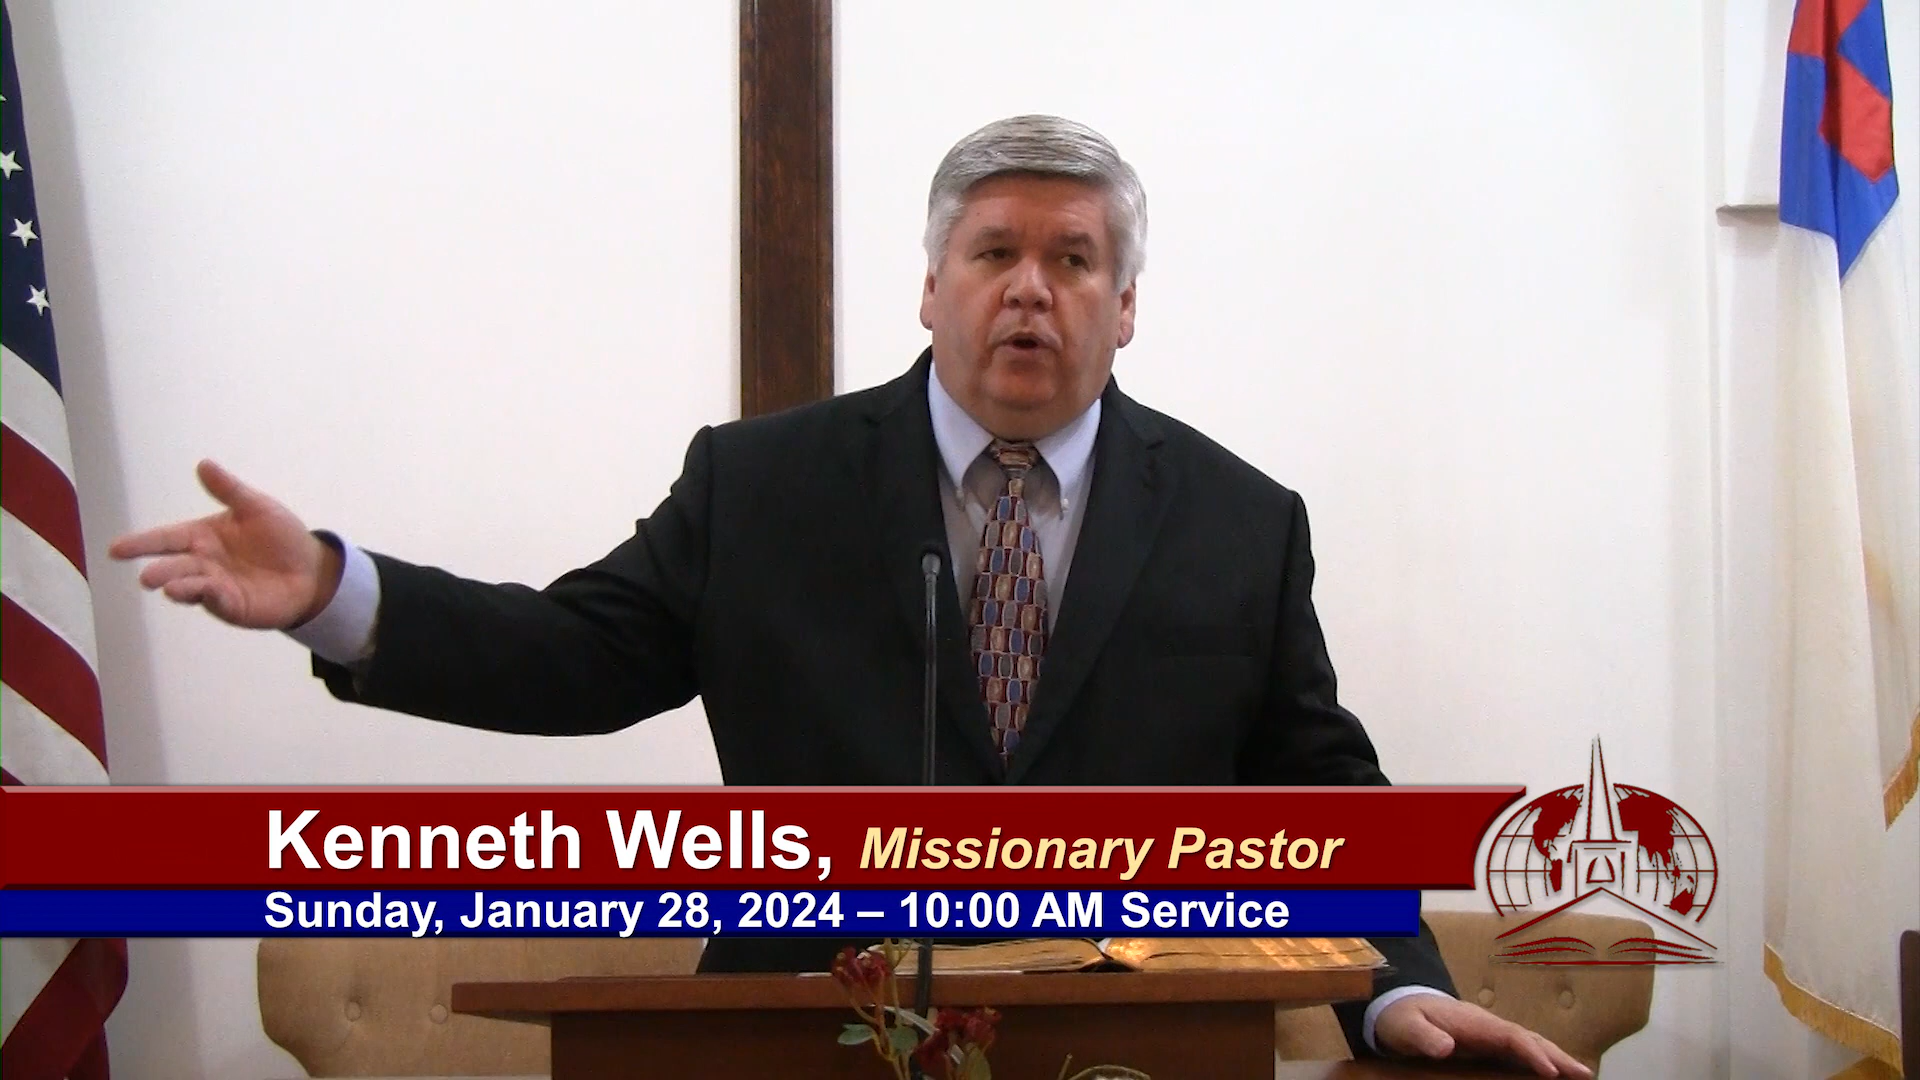 Kenneth Wells, Missionary Pastor
Sunday, January 28, 2024 – 10:00 AM Service